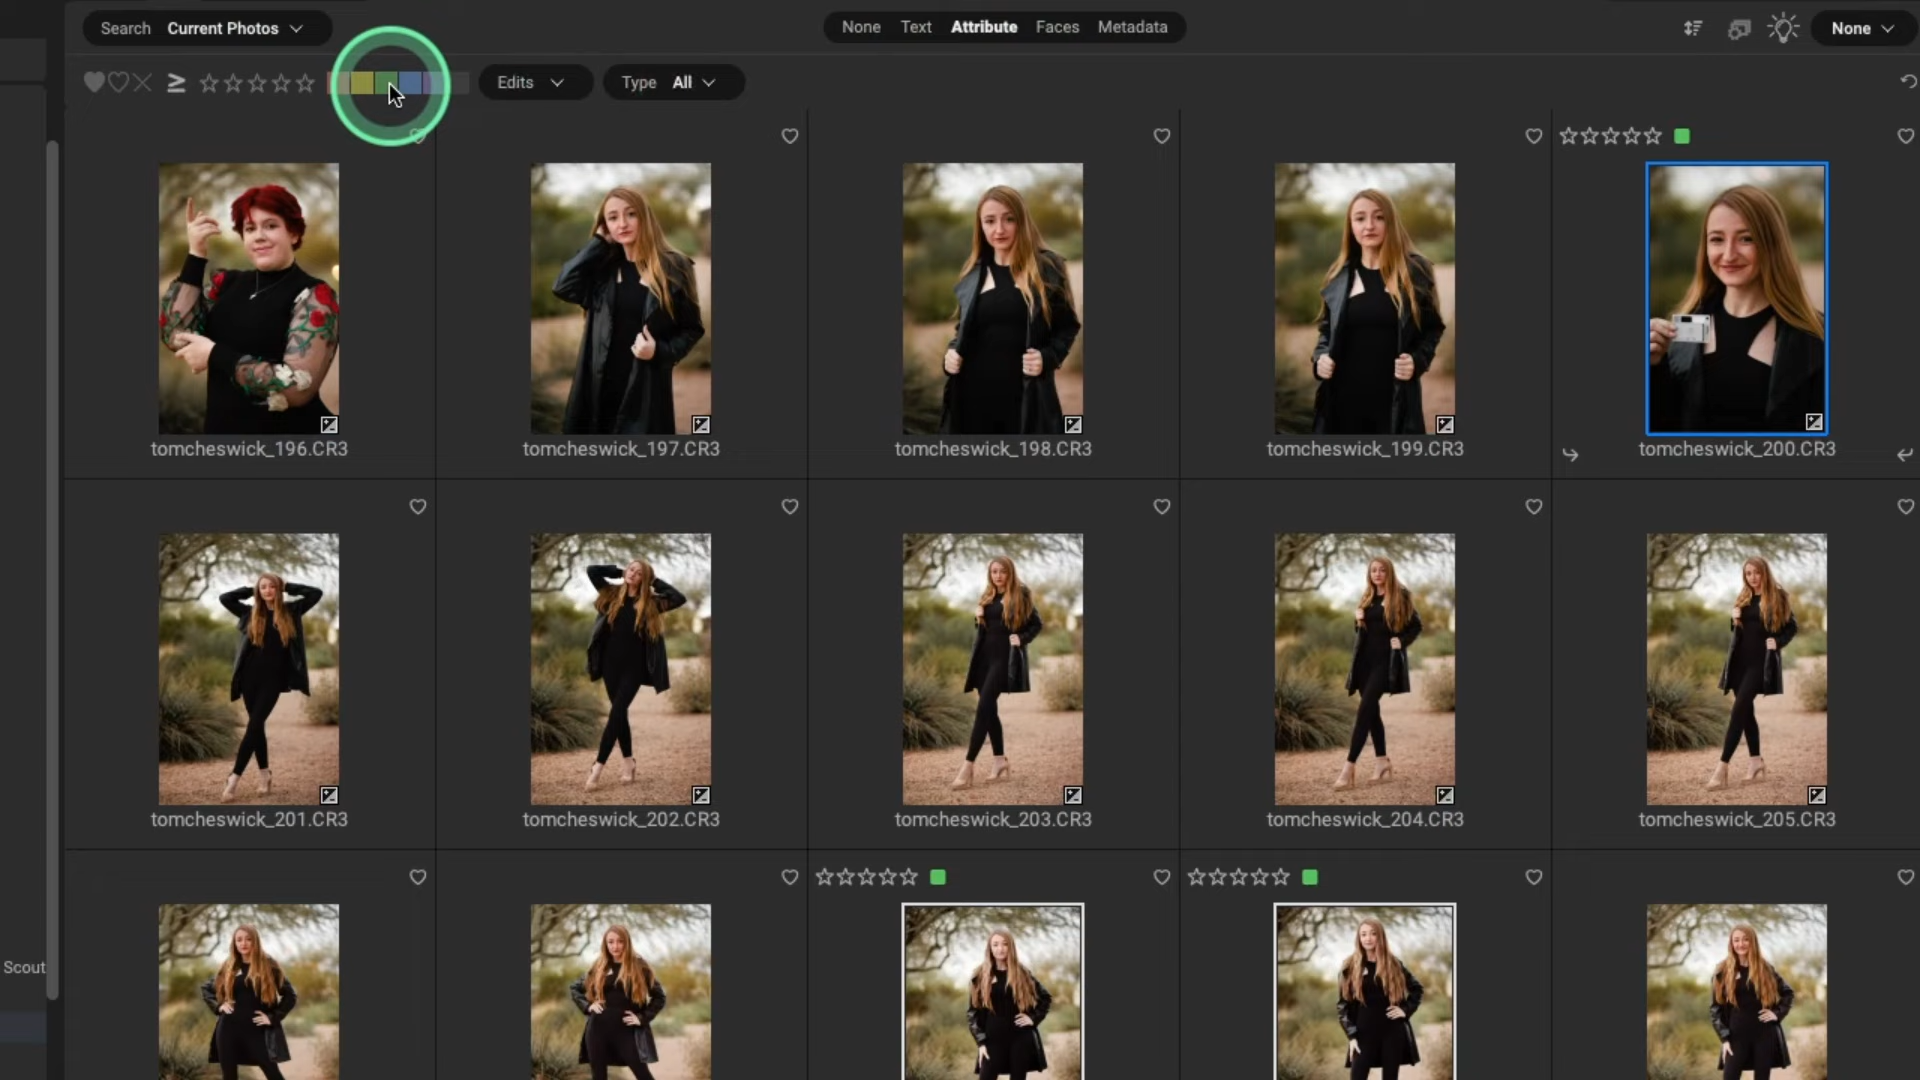 Search Current Photos
None Text Attribute Faces Metadata
None
Edits
Type All
tomcheswick_196.CR3
tomcheswick_197.CR3
tomcheswick_198.CR3
tomcheswick_199.CR3
tomcheswick_200.CR3
tomcheswick_201.CR3
tomcheswick_202.CR3
tomcheswick_203.CR3
tomcheswick_204.CR3
tomcheswick_205.CR3
Scout